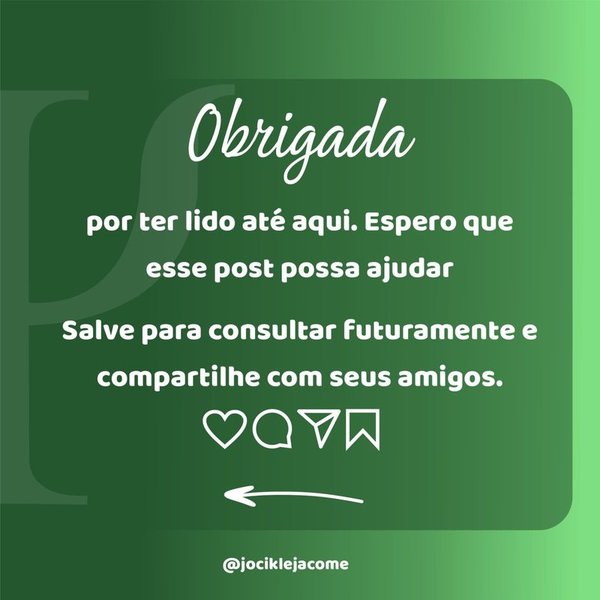 Obrigada
por ter lido até aqui. Espero que
esse post possa ajudar
Salve para consultar futuramente e
compartilhe com seus amigos.
@jociklejacome